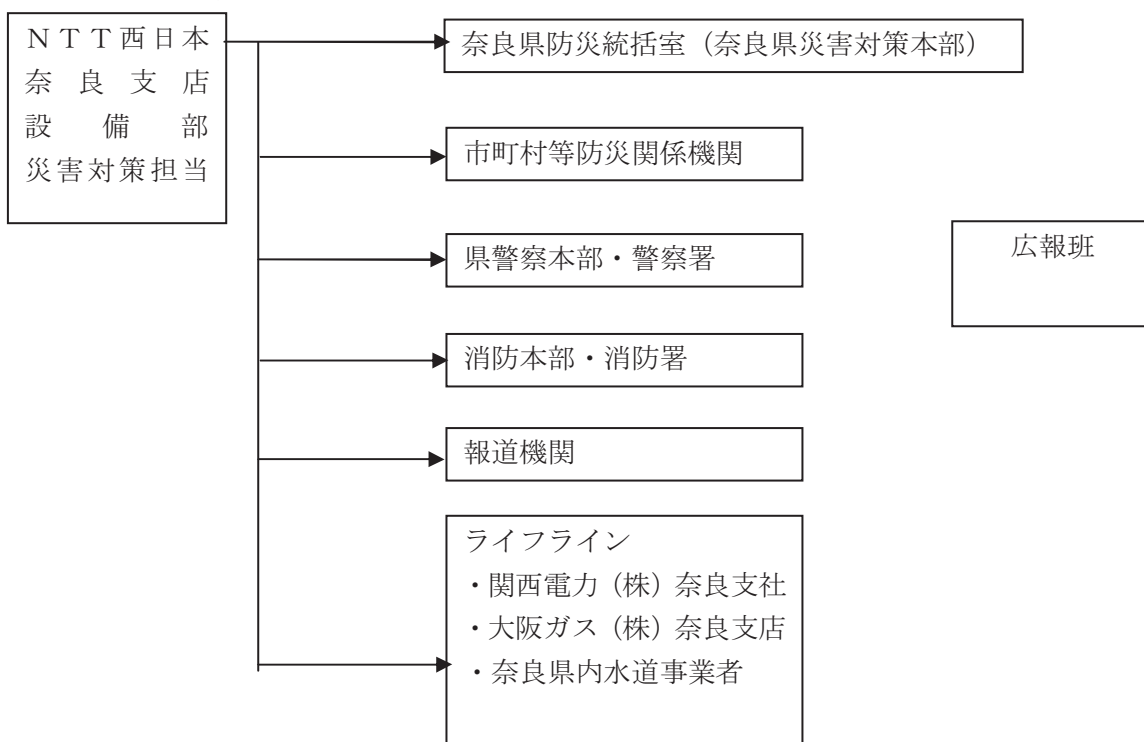 ＮＴＴ西日本
奈良支店
設備部
災害対策担当
奈良県防災統括室（奈良県災害対策本部）
市町村等防災関係機関
県警察本部・警察署
広報班
消防本部・消防署
報道機関
ライフライン
・関西電力（株）奈良支社
・大阪ガス（株）奈良支店
・奈良県内水道事業者